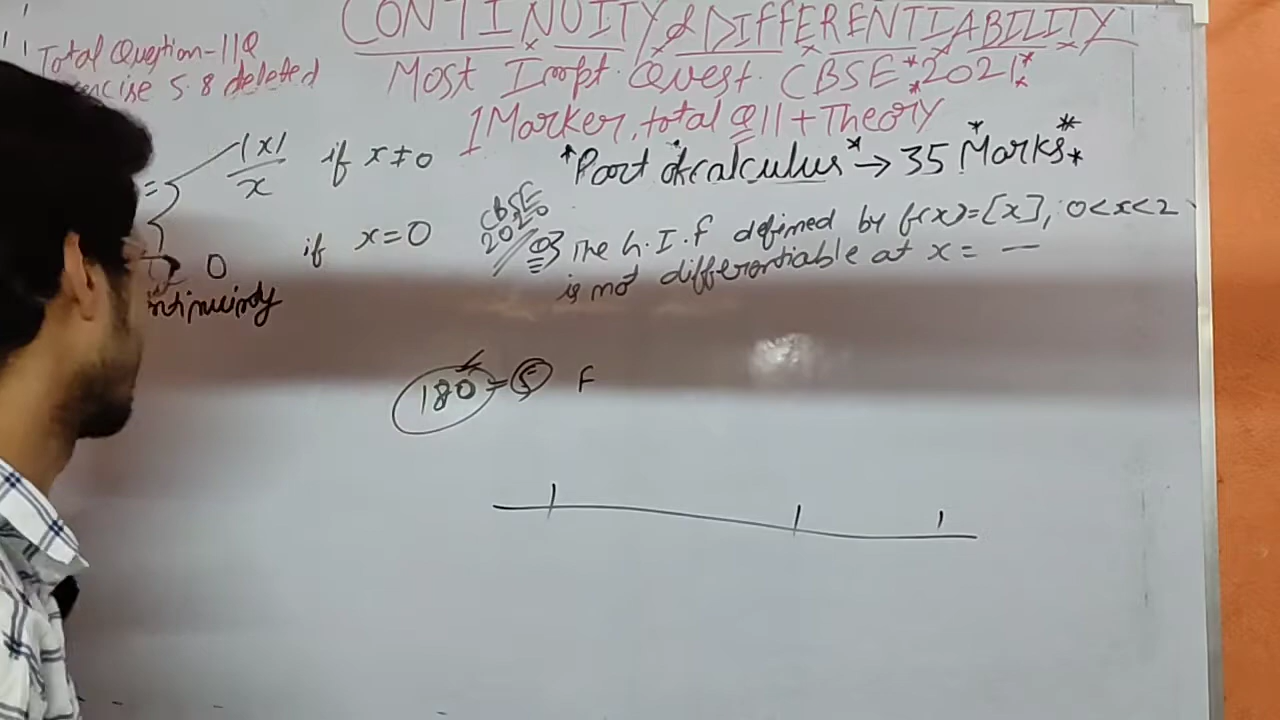 CONTINUITY & DIFFERENTIABILITY
Total Question-11Q
Exercise 5.8 deleted
Most Impt. Quest. CBSE*2021*
1 Marker, total Q 11 + Theory
*Part of calculus* → 35 Marks*
= { |x|/x if x≠0
0 if x=0
CBSE 2020
Q3 The G.I.F defined by f(x)=[x], 0<x<2
is not differentiable at x = —
180 = 5 F